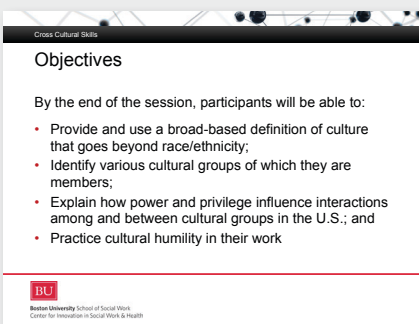 Cross Cultural Skills
Objectives
By the end of the session, participants will be able to:
• Provide and use a broad-based definition of culture
that goes beyond race/ethnicity;
• Identify various cultural groups of which they are
members;
• Explain how power and privilege influence interactions
among and between cultural groups in the U.S.; and
• Practice cultural humility in their work
BU
Boston University School of Social Work
Center for Innovation in Social Work & Health